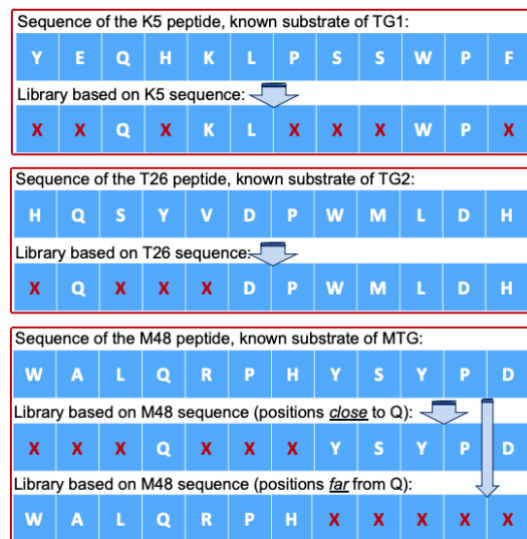 Sequence of the K5 peptide, known substrate of TG1:
Y E Q H K L P S S W P F
Library based on K5 sequence:
X X Q X K L X X X W P X
Sequence of the T26 peptide, known substrate of TG2:
H Q S Y V D P W M L D H
Library based on T26 sequence:
X Q X X X D P W M L D H
Sequence of the M48 peptide, known substrate of MTG:
W A L Q R P H Y S Y P D
Library based on M48 sequence (positions close to Q):
X X X Q X X X Y S Y P D
Library based on M48 sequence (positions far from Q):
W A L Q R P H X X X X X